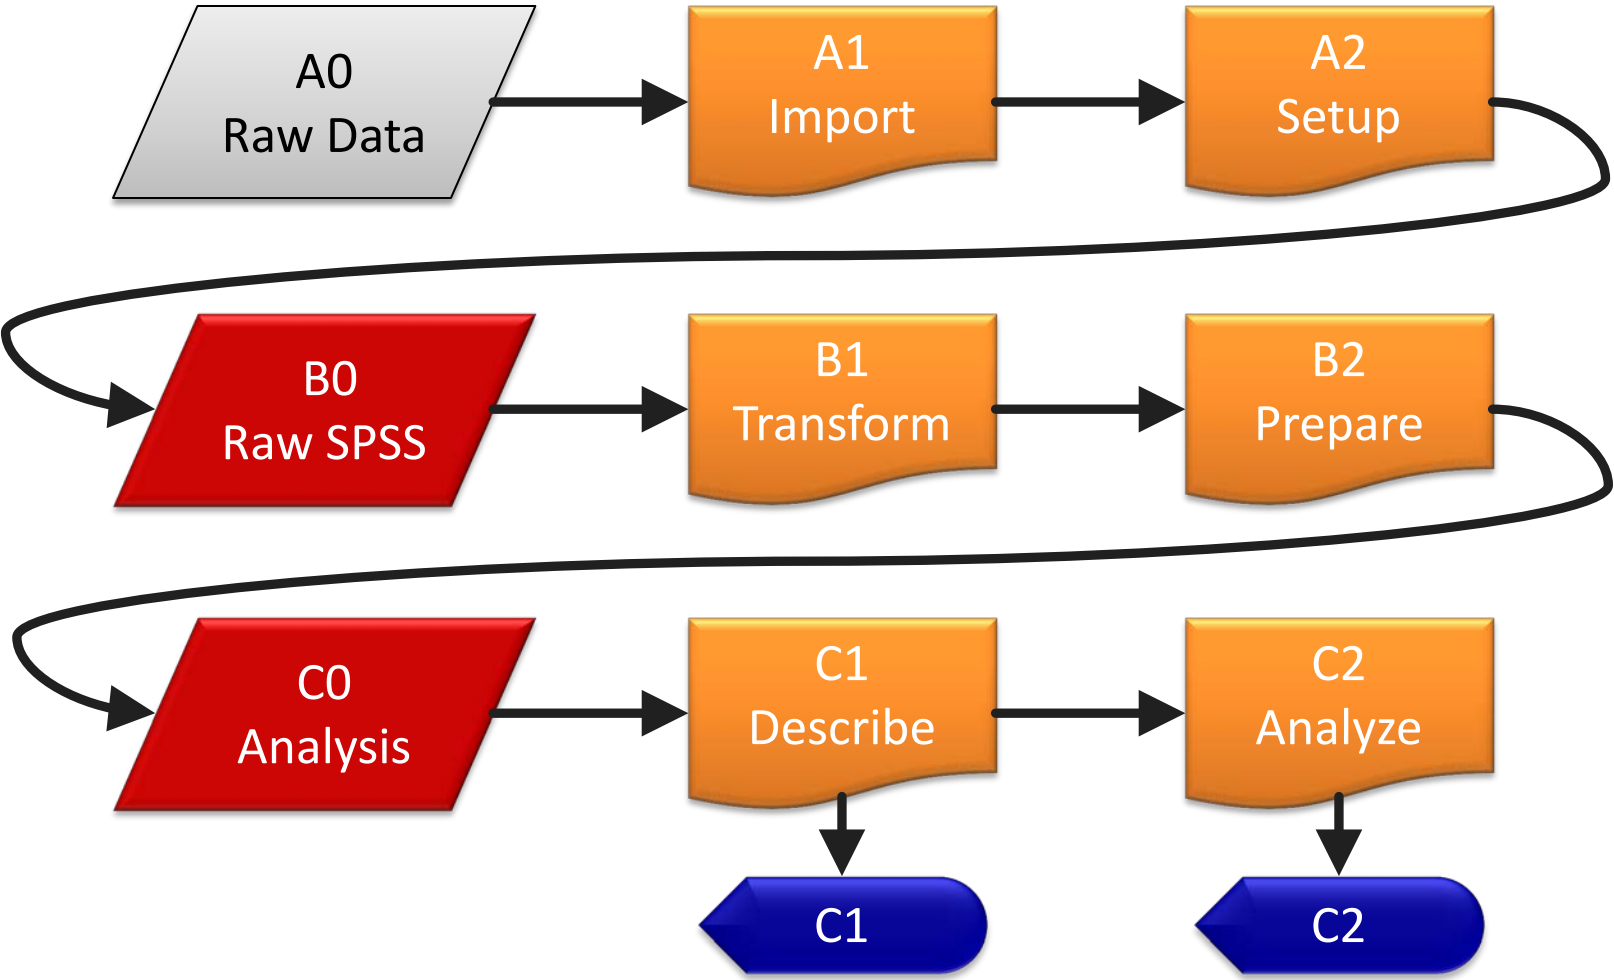 A0
Raw Data
A1
Import
A2
Setup
B0
Raw SPSS
B1
Transform
B2
Prepare
C0
Analysis
C1
Describe
C2
Analyze
C1
C2